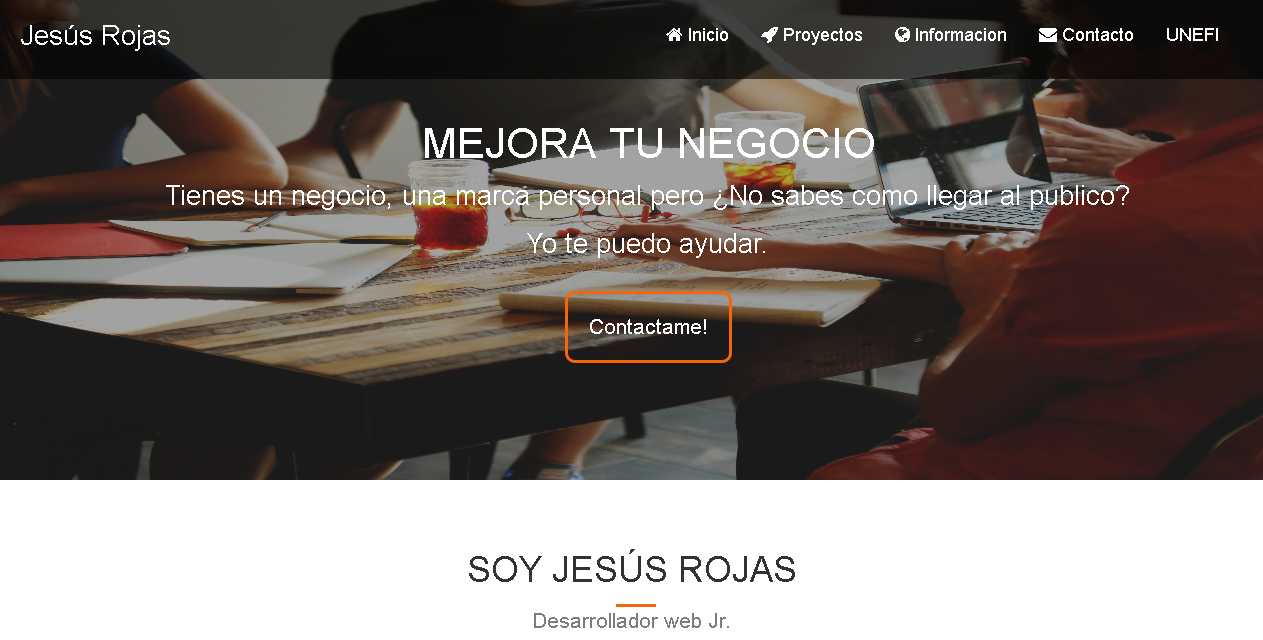 Jesús Rojas
Inicio Proyectos Informacion Contacto UNEFI
MEJORA TU NEGOCIO
Tienes un negocio, una marca personal pero ¿No sabes como llegar al publico?
Yo te puedo ayudar.
Contactame!
SOY JESÚS ROJAS
Desarrollador web Jr.